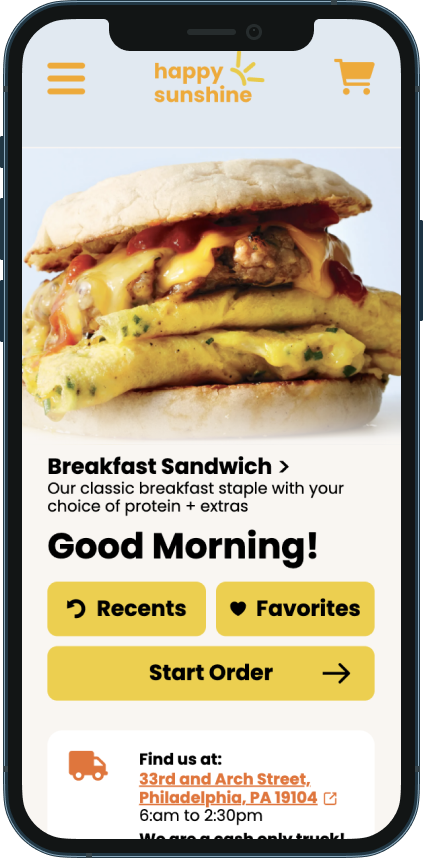 happy
sunshine
Breakfast Sandwich >
Our classic breakfast staple with your
choice of protein + extras
Good Morning!
Recents
Favorites
Start Order
Find us at:
33rd and Arch Street,
Philadelphia, PA 19104
6:am to 2:30pm
We are a cash only truck!